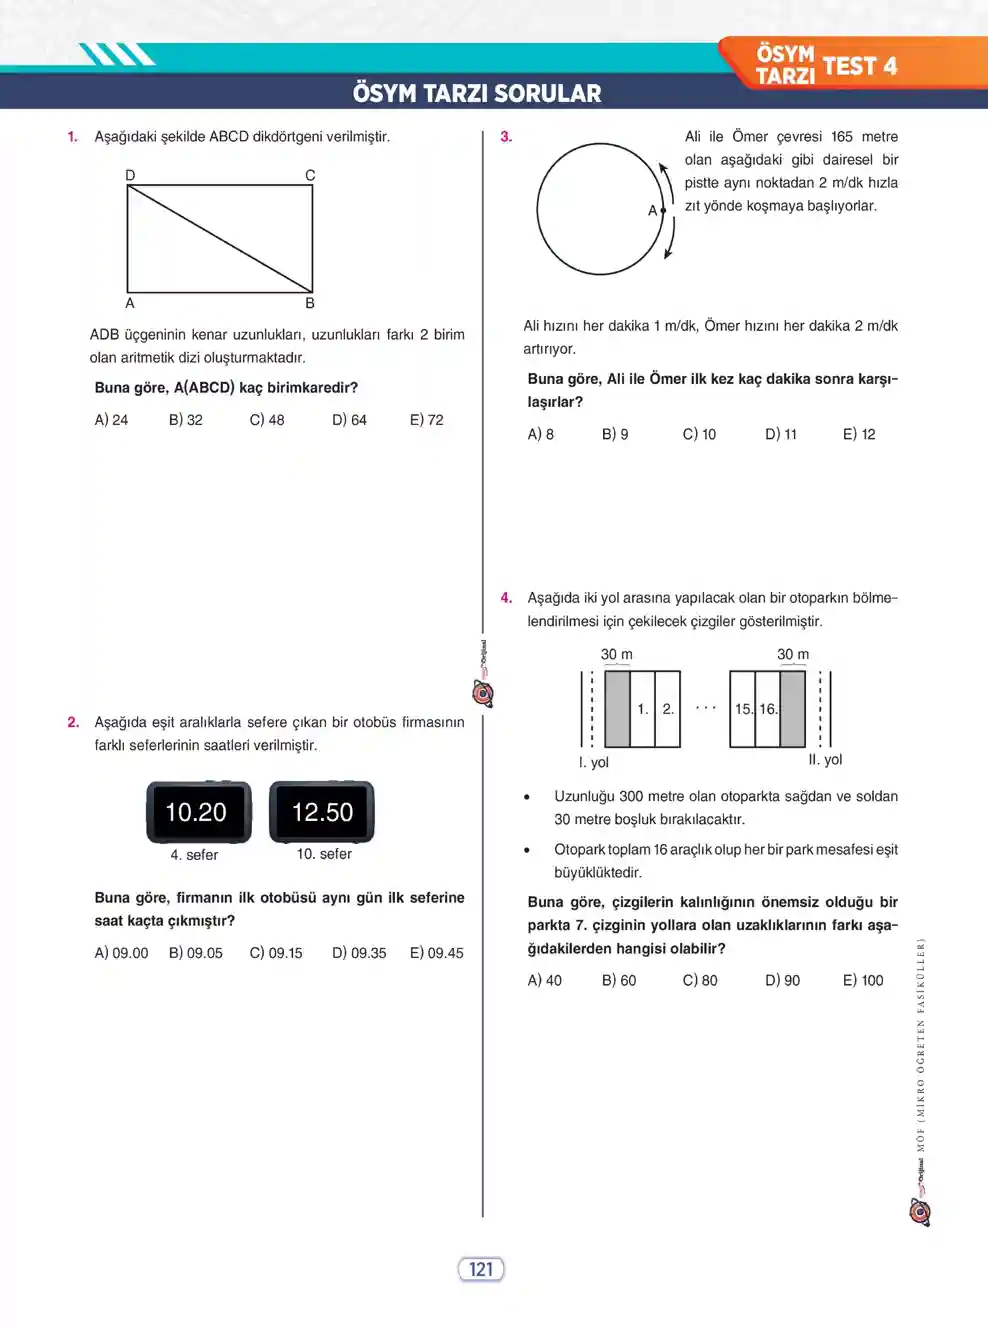 ÖSYM TARZI SORULAR
ÖSYM
TARZI
TEST 4
1. Aşağıdaki şekilde ABCD dikdörtgeni verilmiştir.
D C
A B
ADB üçgeninin kenar uzunlukları, uzunlukları farkı 2 birim
olan aritmetik dizi oluşturmaktadır.
Buna göre, A(ABCD) kaç birimkaredir?
A) 24 B) 32 C) 48 D) 64 E) 72
2. Aşağıda eşit aralıklarla sefere çıkan bir otobüs firmasının
farklı seferlerinin saatleri verilmiştir.
10.20 12.50
4. sefer 10. sefer
Buna göre, firmanın ilk otobüsü aynı gün ilk seferine
saat kaçta çıkmıştır?
A) 09.00 B) 09.05 C) 09.15 D) 09.35 E) 09.45
3. Ali ile Ömer çevresi 165 metre
olan aşağıdaki gibi dairesel bir
pistte aynı noktadan 2 m/dk hızla
zıt yönde koşmaya başlıyorlar.
A
Ali hızını her dakika 1 m/dk, Ömer hızını her dakika 2 m/dk
artırıyor.
Buna göre, Ali ile Ömer ilk kez kaç dakika sonra karşı-
laşırlar?
A) 8 B) 9 C) 10 D) 11 E) 12
4. Aşağıda iki yol arasına yapılacak olan bir otoparkın bölme-
lendirilmesi için çekilecek çizgiler gösterilmiştir.
30 m 30 m
1. 2. ... 15. 16.
I. yol II. yol
• Uzunluğu 300 metre olan otoparkta sağdan ve soldan
30 metre boşluk bırakılacaktır.
• Otopark toplam 16 araçlık olup her bir park mesafesi eşit
büyüklüktedir.
Buna göre, çizgilerin kalınlığının önemsiz olduğu bir
parkta 7. çizginin yollara olan uzaklıklarının farkı aşa-
ğıdakilerden hangisi olabilir?
A) 40 B) 60 C) 80 D) 90 E) 100
Orijinal
Orijinal MÖF (MİKRO ÖĞRETEN FASİKÜLLER)
121